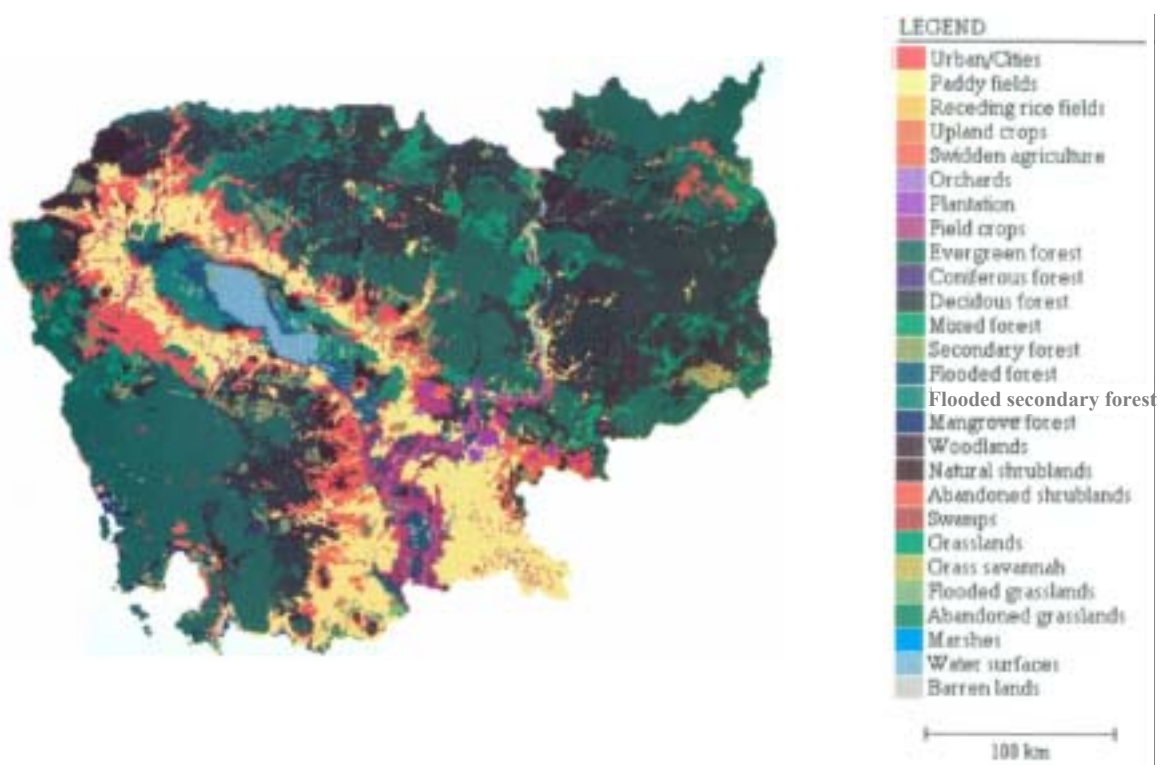 LEGEND
Urban/Cities
Paddy fields
Receding rice fields
Upland crops
Swidden agriculture
Orchards
Plantation
Field crops
Evergreen forest
Coniferous forest
Decidous forest
Mixed forest
Secondary forest
Flooded forest
Flooded secondary forest
Mangrove forest
Woodlands
Natural shrublands
Abandoned shrublands
Swamps
Grasslands
Grass savannah
Flooded grasslands
Abandoned grasslands
Marshes
Water surfaces
Barren lands
100 km